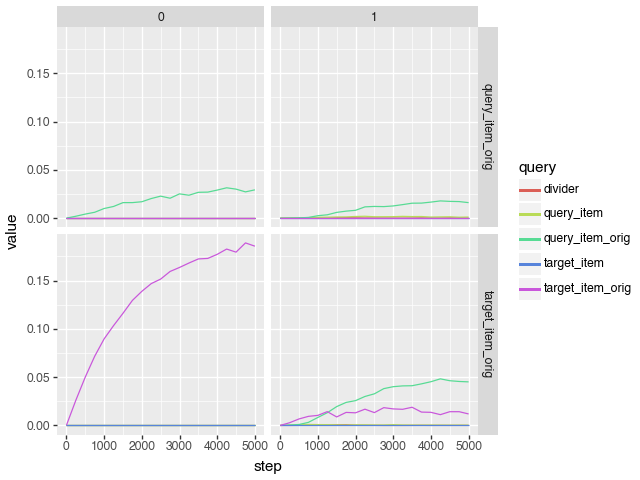 0 1
query_item_orig
0.15
0.10
0.05
0.00
value
target_item_orig
0.15
0.10
0.05
0.00
0 1000 2000 3000 4000 5000 0 1000 2000 3000 4000 5000
step
query
divider
query_item
query_item_orig
target_item
target_item_orig